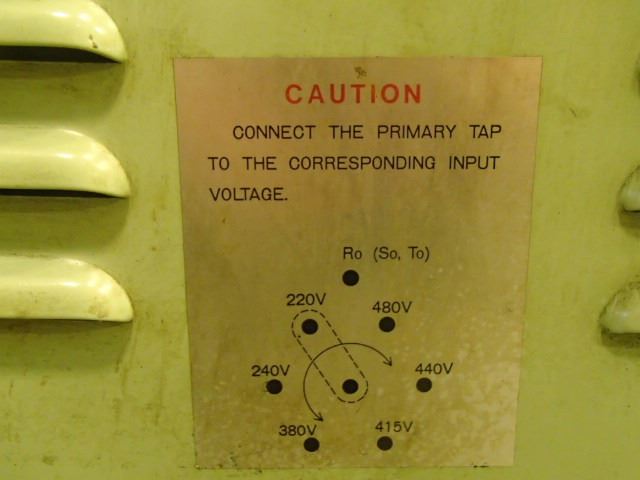 CAUTION
CONNECT THE PRIMARY TAP
TO THE CORRESPONDING INPUT
VOLTAGE.
Ro (So, To)
220V
480V
240V
440V
380V
415V